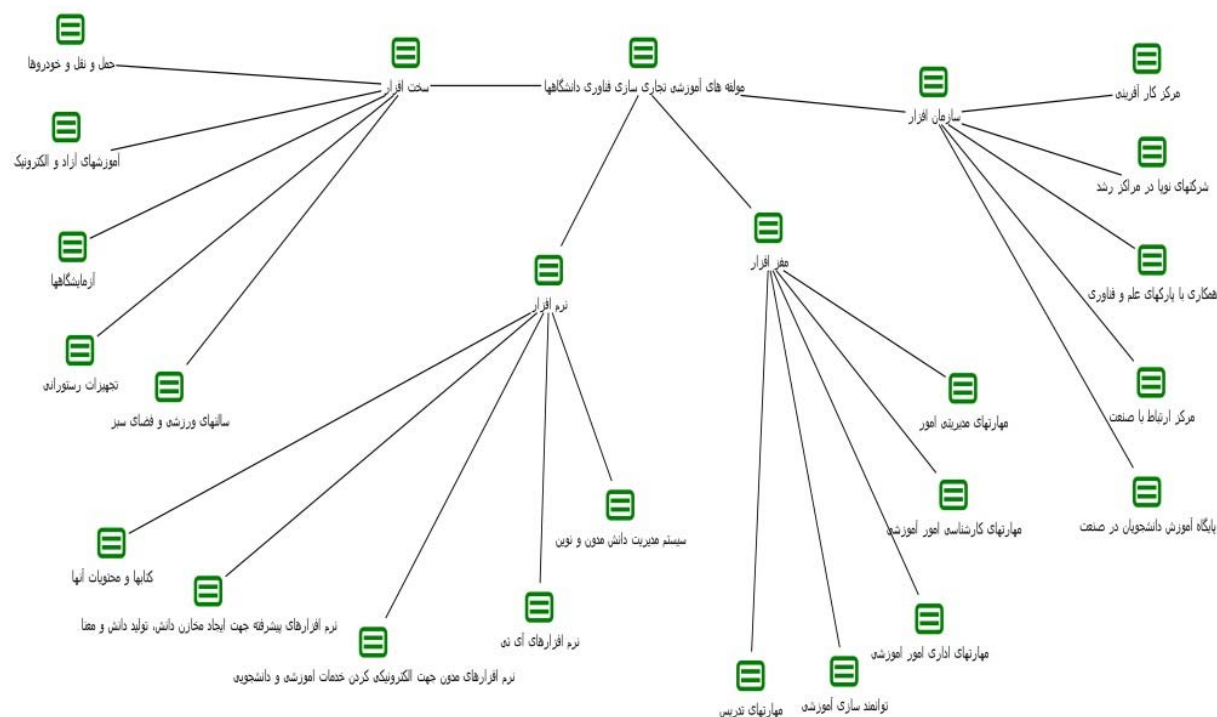 مولفه های آموزشی تجاری سازی فناوری دانشگاهها
سازمان افزار
مرکز کار آفرینی
شرکتهای نوپا در مراکز رشد
همکاری با پارکهای علم و فناوری
مرکز ارتباط با صنعت
پایگاه آموزش دانشجویان در صنعت
مغز افزار
مهارتهای مدیریتی امور
مهارتهای کارشناسی امور آموزشی
مهارتهای اداری امور اموزشی
توانمند سازی آموزشی
مهارتهای تدریس
نرم افزار
سیستم مدیریت دانش مدون و نوین
نرم افزارهای آی تی
نرم افزارهای مدون جهت الکترونیکی کردن خدمات اموزشی و دانشجویی
نرم افزارهای پیشرفته جهت ایجاد مخازن دانش، تولید دانش و معنا
کتابها و محتویات آنها
سخت افزار
حمل و نقل و خودروها
آموزشهای آزاد و الکترونیک
آزمایشگاهها
تجهیزات رستورانی
سالنهای ورزشی و فضای سبز